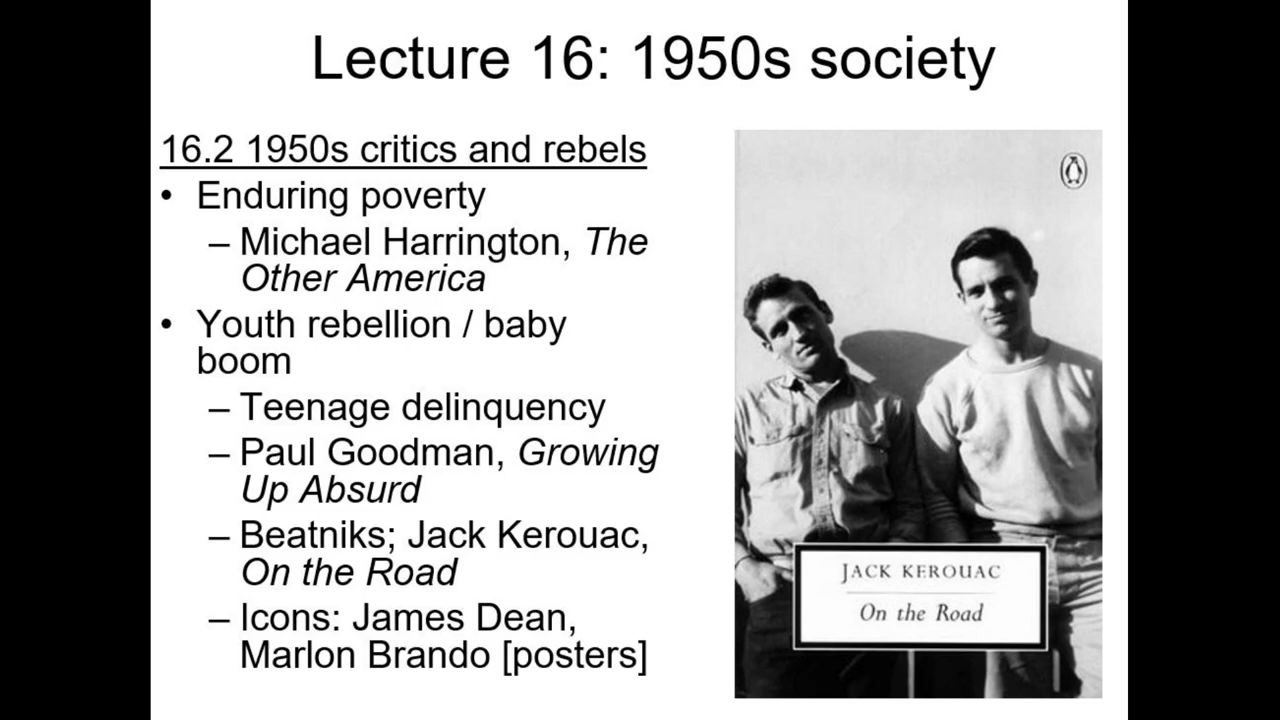 Lecture 16: 1950s society
16.2 1950s critics and rebels
• Enduring poverty
– Michael Harrington, The
Other America
• Youth rebellion / baby
boom
– Teenage delinquency
– Paul Goodman, Growing
Up Absurd
– Beatniks; Jack Kerouac,
On the Road
– Icons: James Dean,
Marlon Brando [posters]
JACK KEROUAC
On the Road